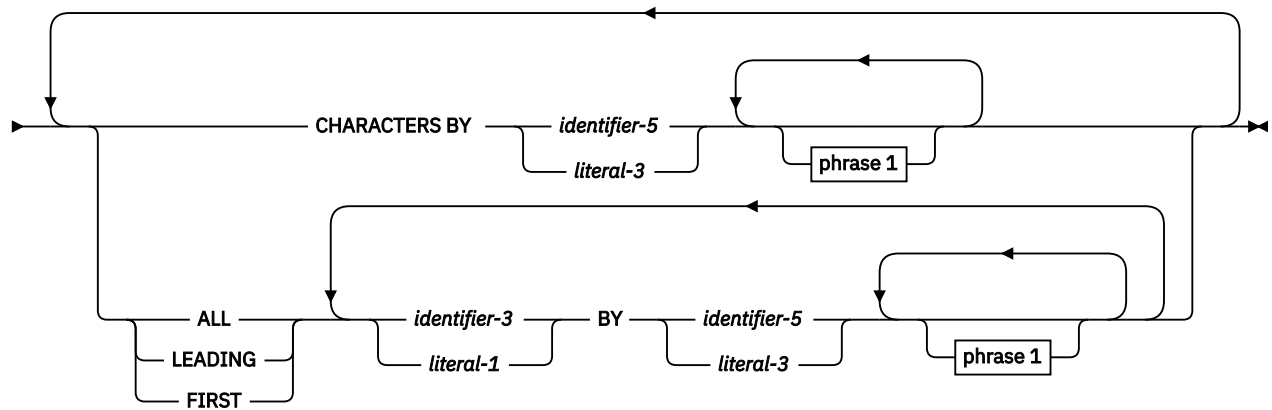 CHARACTERS BY identifier-5
literal-3
phrase 1
ALL identifier-3 BY identifier-5
LEADING literal-1 literal-3 phrase 1
FIRST